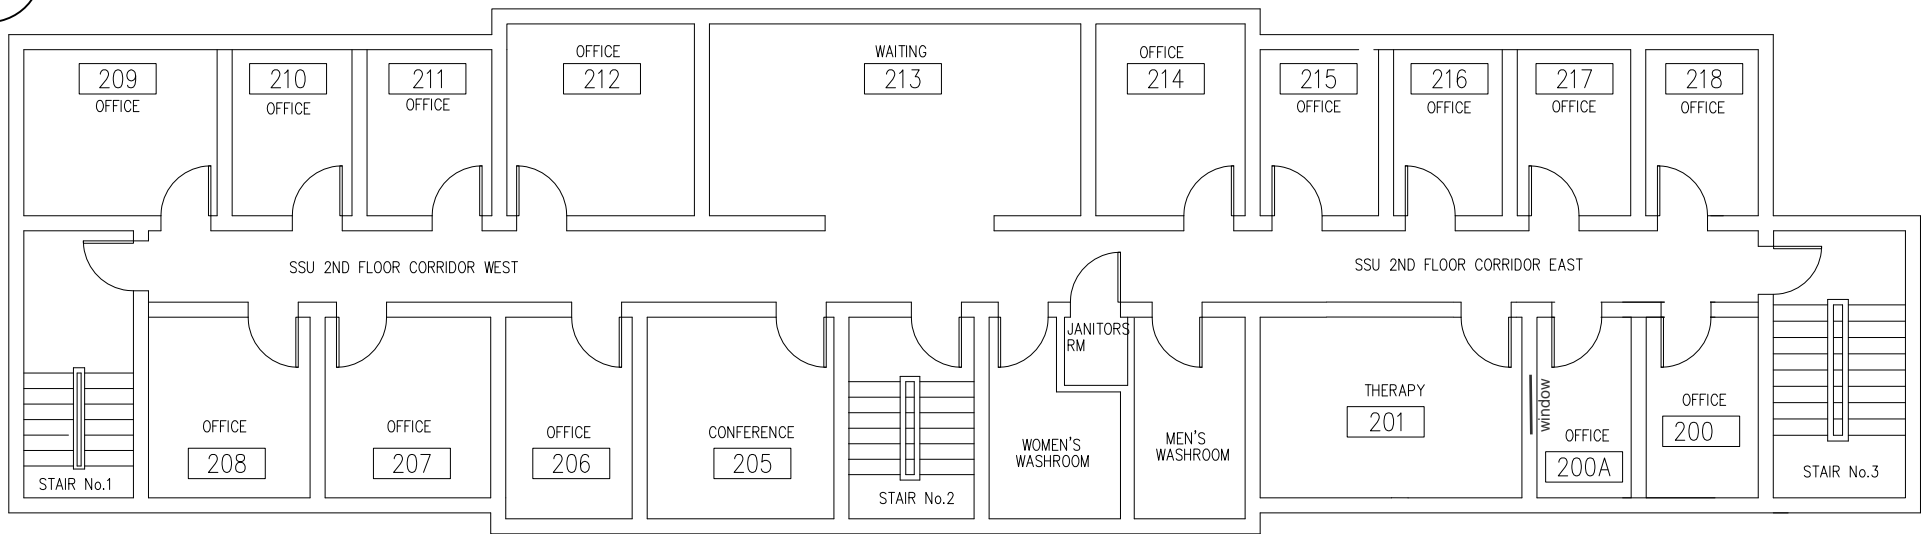 209
OFFICE
210
OFFICE
211
OFFICE
OFFICE
212
WAITING
213
OFFICE
214
215
OFFICE
216
OFFICE
217
OFFICE
218
OFFICE
SSU 2ND FLOOR CORRIDOR WEST
SSU 2ND FLOOR CORRIDOR EAST
STAIR No.1
OFFICE
208
OFFICE
207
OFFICE
206
CONFERENCE
205
STAIR No.2
WOMEN'S
WASHROOM
JANITORS
RM
MEN'S
WASHROOM
THERAPY
201
window
OFFICE
200A
OFFICE
200
STAIR No.3